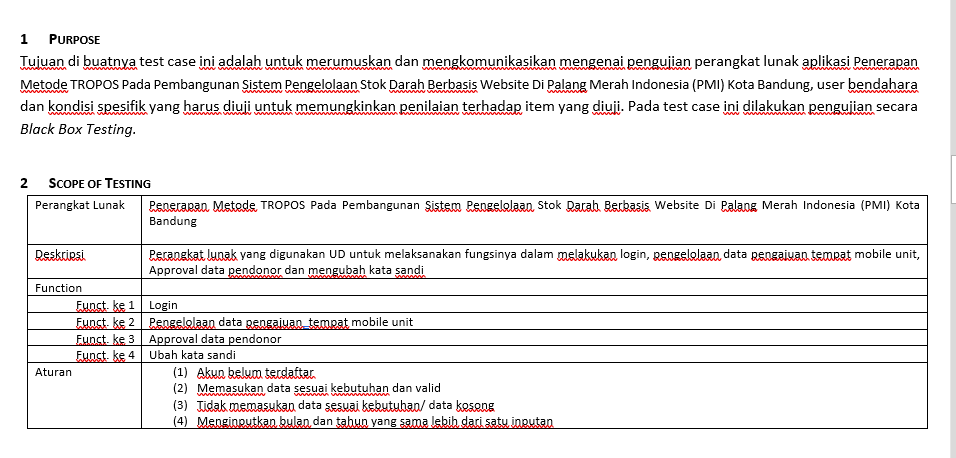 1 PURPOSE
Tujuan di buatnya test case ini adalah untuk merumuskan dan mengkomunikasikan mengenai pengujian perangkat lunak aplikasi Penerapan
Metode TROPOS Pada Pembangunan Sistem Pengelolaan Stok Darah Berbasis Website Di Palang Merah Indonesia (PMI) Kota Bandung, user bendahara
dan kondisi spesifik yang harus diuji untuk memungkinkan penilaian terhadap item yang diuji. Pada test case ini dilakukan pengujian secara
Black Box Testing.
2 SCOPE OF TESTING
Perangkat Lunak Penerapan Metode TROPOS Pada Pembangunan Sistem Pengelolaan Stok Darah Berbasis Website Di Palang Merah Indonesia (PMI) Kota
Bandung
Deskripsi Perangkat lunak yang digunakan UD untuk melaksanakan fungsinya dalam melakukan login, pengelolaan data pengajuan tempat mobile unit,
Approval data pendonor dan mengubah kata sandi
Function
Funct. ke 1 Login
Funct. ke 2 Pengelolaan data pengajuan tempat mobile unit
Funct. ke 3 Approval data pendonor
Funct. ke 4 Ubah kata sandi
Aturan (1) Akun belum terdaftar
(2) Memasukan data sesuai kebutuhan dan valid
(3) Tidak memasukan data sesuai kebutuhan/ data kosong
(4) Menginputkan bulan dan tahun yang sama lebih dari satu inputan